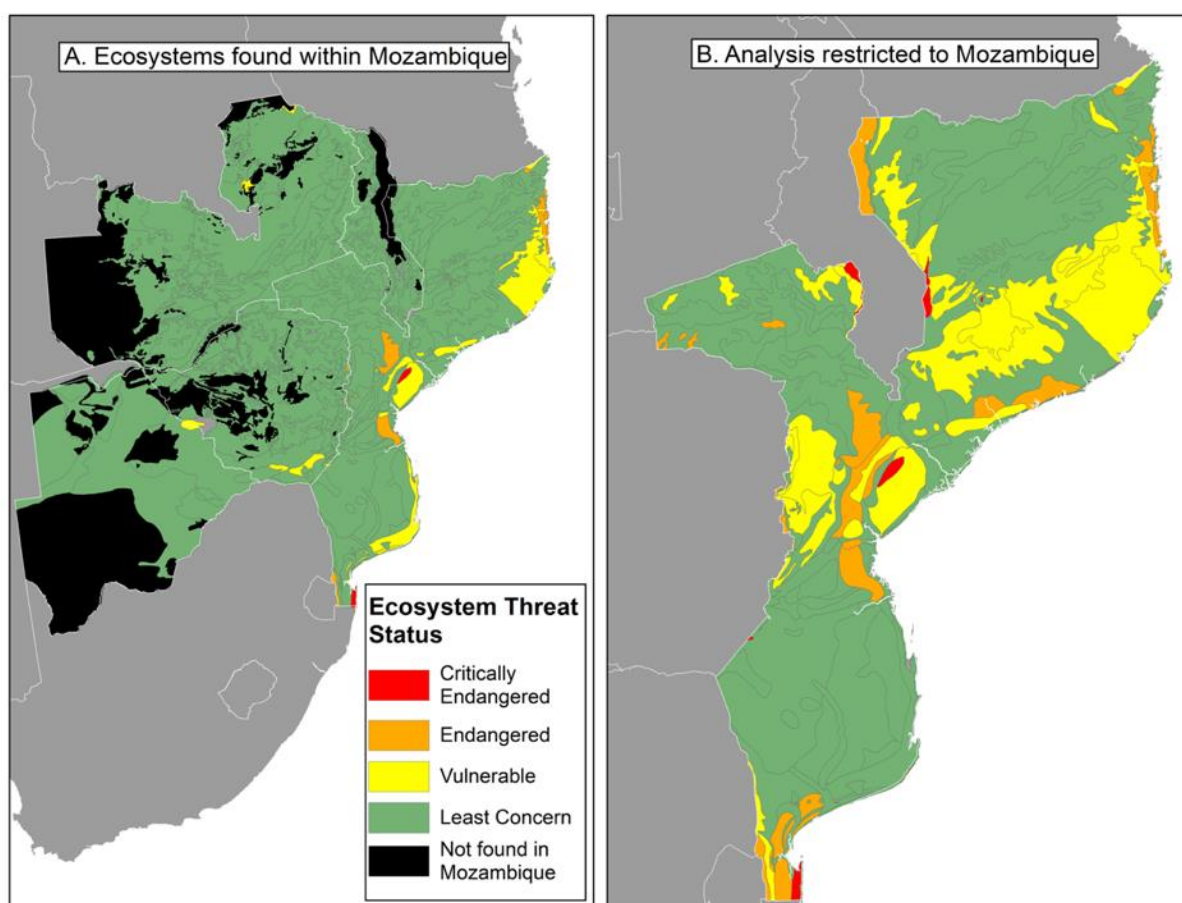 A. Ecosystems found within Mozambique
B. Analysis restricted to Mozambique
Ecosystem Threat
Status
Critically
Endangered
Endangered
Vulnerable
Least Concern
Not found in
Mozambique